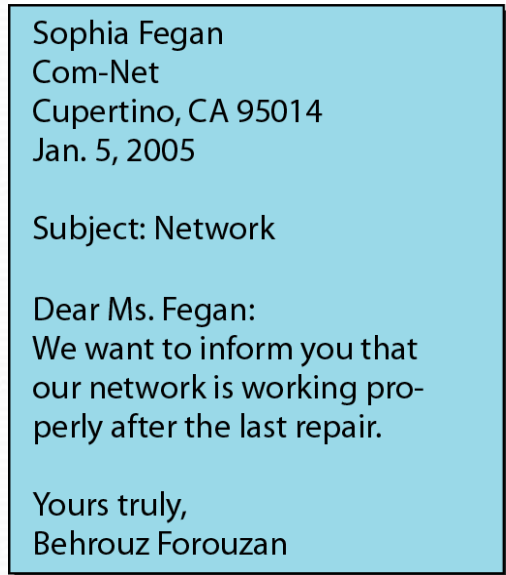 Sophia Fegan
Com-Net
Cupertino, CA 95014
Jan. 5, 2005
Subject: Network
Dear Ms. Fegan:
We want to inform you that
our network is working pro-
perly after the last repair.
Yours truly,
Behrouz Forouzan